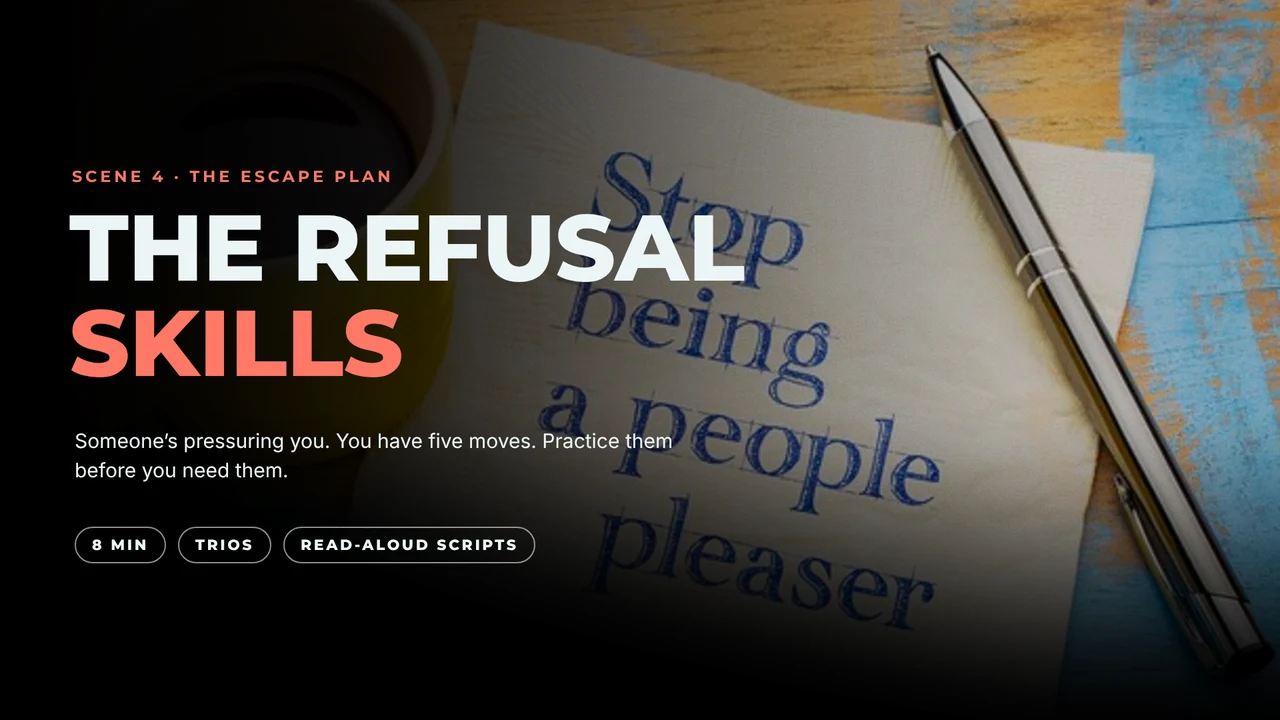 SCENE 4 · THE ESCAPE PLAN
THE REFUSAL
SKILLS
Someone’s pressuring you. You have five moves. Practice them
before you need them.
8 MIN
TRIOS
READ-ALOUD SCRIPTS
Stop
being
a people
pleaser